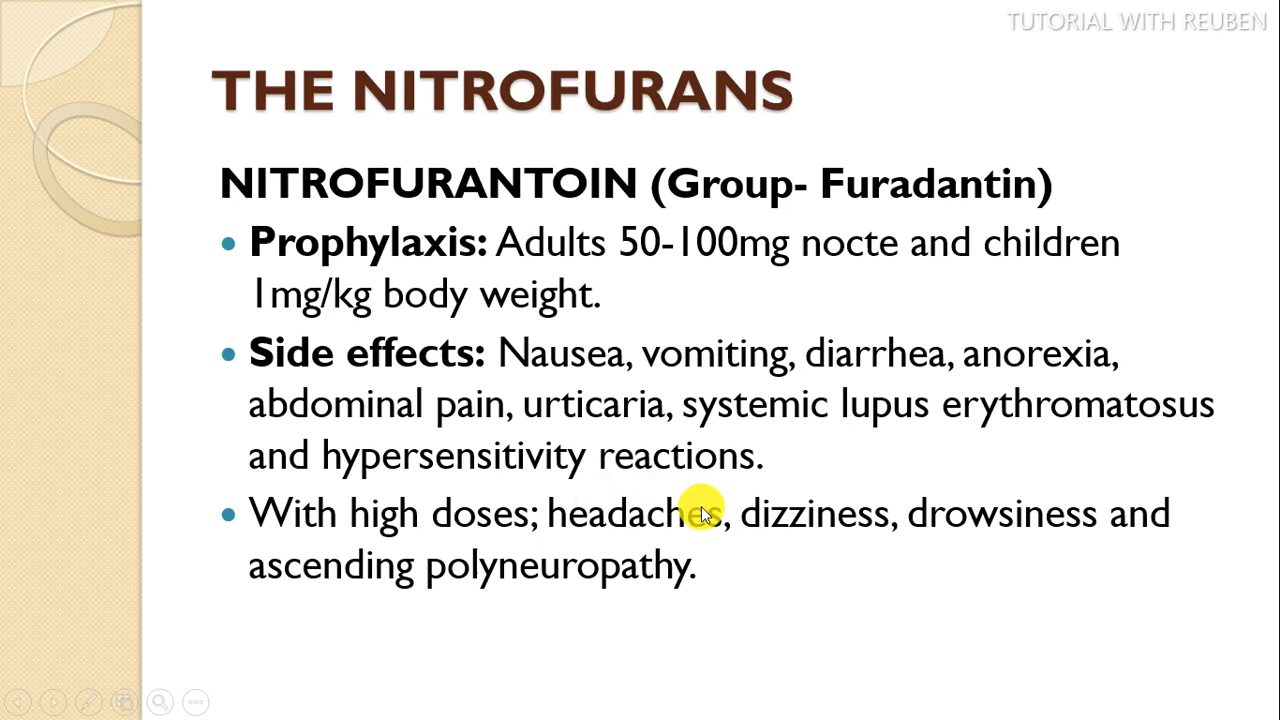 TUTORIAL WITH REUBEN
THE NITROFURANS
NITROFURANTOIN (Group- Furadantin)
Prophylaxis: Adults 50-100mg nocte and children
1mg/kg body weight.
Side effects: Nausea, vomiting, diarrhea, anorexia,
abdominal pain, urticaria, systemic lupus erythromatosus
and hypersensitivity reactions.
With high doses; headaches, dizziness, drowsiness and
ascending polyneuropathy.